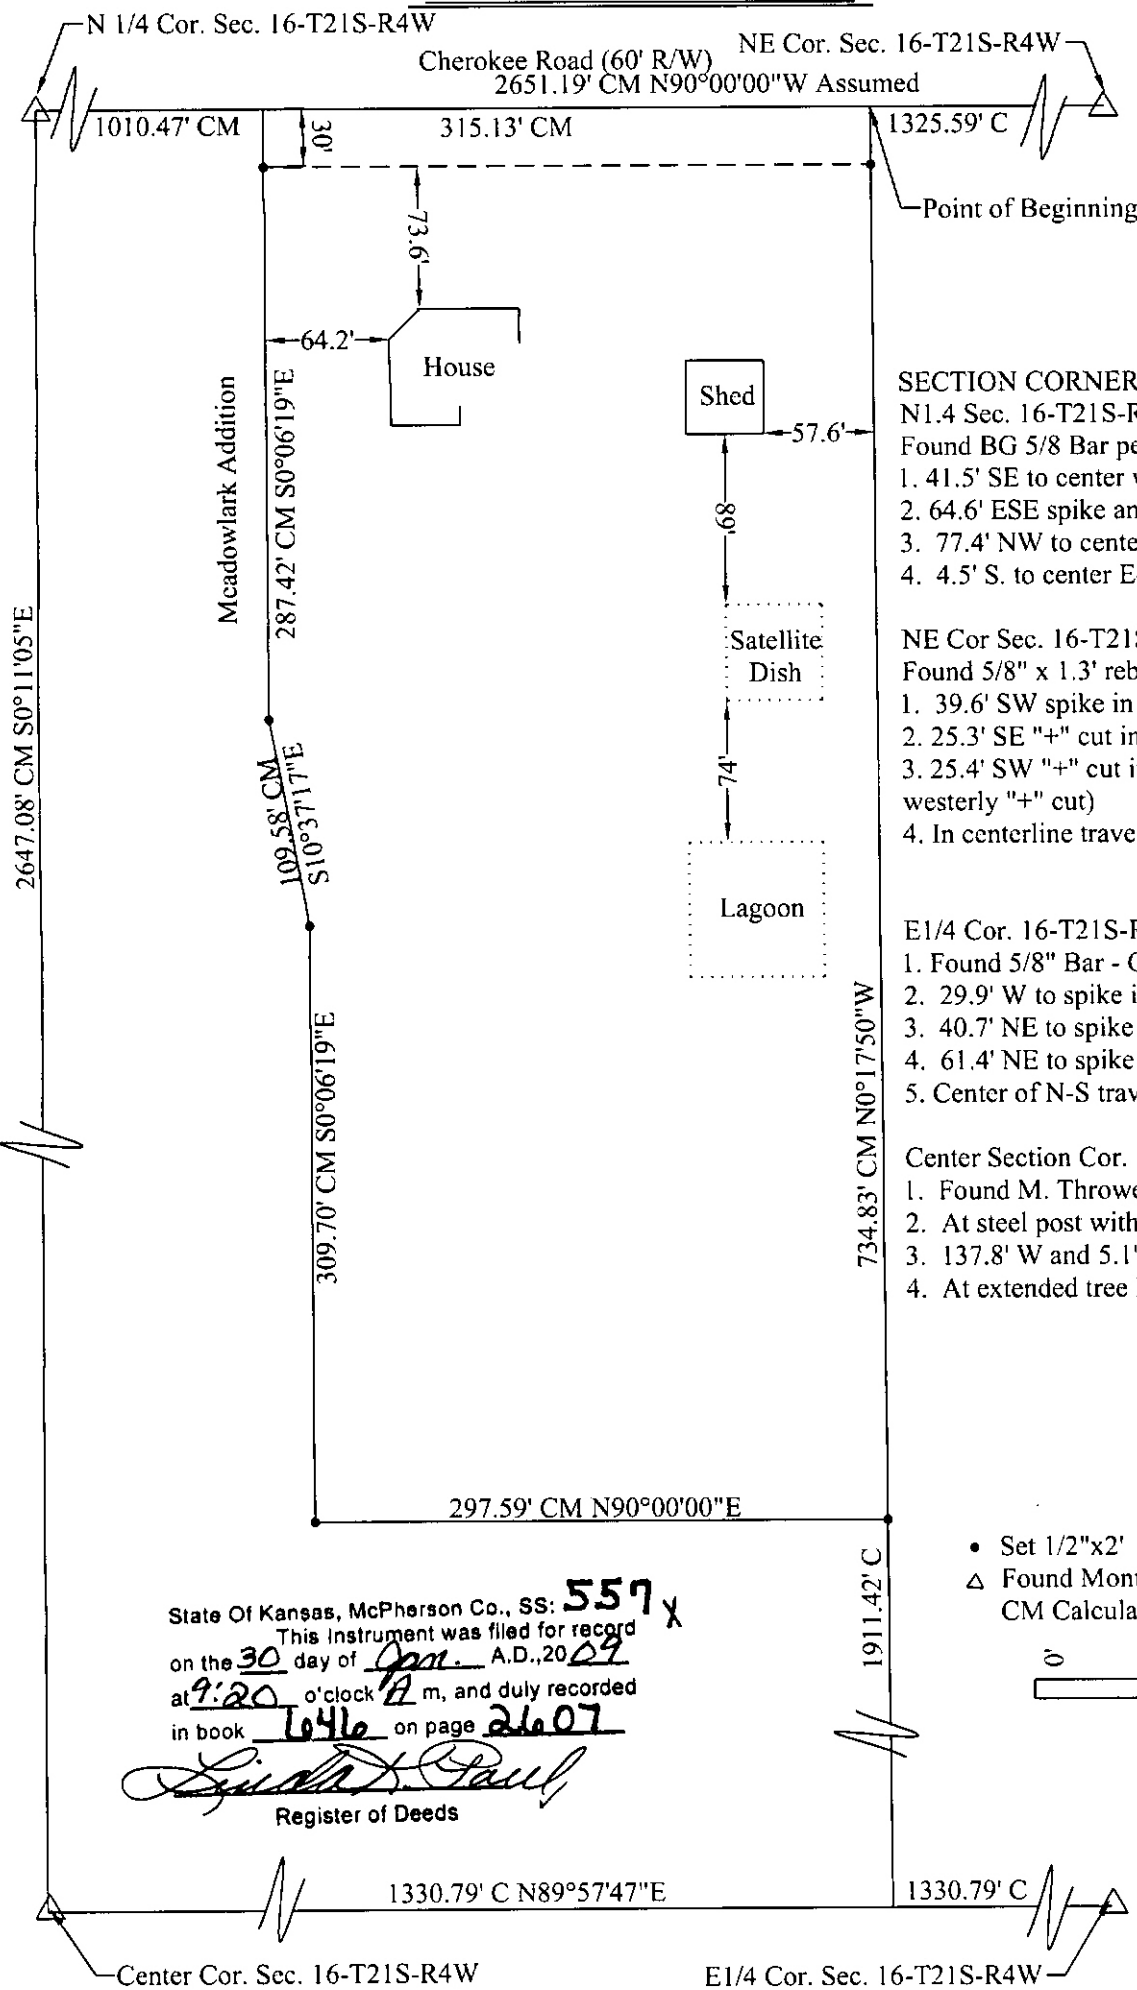 N 1/4 Cor. Sec. 16-T21S-R4W
NE Cor. Sec. 16-T21S-R4W
Cherokee Road (60' R/W)
2651.19' CM N90°00'00"W Assumed
1010.47' CM
30'
315.13' CM
1325.59' C
Point of Beginning
73.6'
64.2'
House
Shed
57.6'
89'
Meadowlark Addition
287.42' CM S0°06'19"E
2647.08' CM S0°11'05"E
Satellite
Dish
74'
109.58' CM
S10°37'17"E
Lagoon
309.70' CM S0°06'19"E
734.83' CM N0°17'50"W
297.59' CM N90°00'00"E
1911.42' C
SECTION CORNER
N1.4 Sec. 16-T21S-R
Found BG 5/8 Bar pe
1. 41.5' SE to center
2. 64.6' ESE spike an
3. 77.4' NW to cente
4. 4.5' S. to center E
NE Cor Sec. 16-T21S
Found 5/8" x 1.3' reb
1. 39.6' SW spike in
2. 25.3' SE "+" cut in
3. 25.4' SW "+" cut i
westerly "+" cut)
4. In centerline trave
E1/4 Cor. 16-T21S-R
1. Found 5/8" Bar -
2. 29.9' W to spike i
3. 40.7' NE to spike
4. 61.4' NE to spike
5. Center of N-S trav
Center Section Cor.
1. Found M. Throwe
2. At steel post with
3. 137.8' W and 5.1'
4. At extended tree
• Set 1/2"x2'
△ Found Mon
CM Calcula
0'
State Of Kansas, McPherson Co., SS: 557 x
This Instrument was filed for record
on the 30 day of Jan. A.D.,2009
at 9:20 o'clock A m, and duly recorded
in book 646 on page 2607
Linda D. Paul
Register of Deeds
1330.79' C N89°57'47"E
1330.79' C
Center Cor. Sec. 16-T21S-R4W
E1/4 Cor. Sec. 16-T21S-R4W